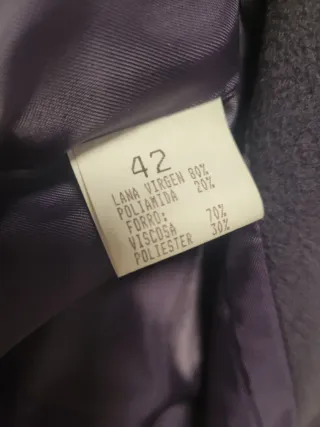 42
LANA VIRGEN 80%
POLIAMIDA 20%
FORRO:
VISCOSA 70%
POLIESTER 30%